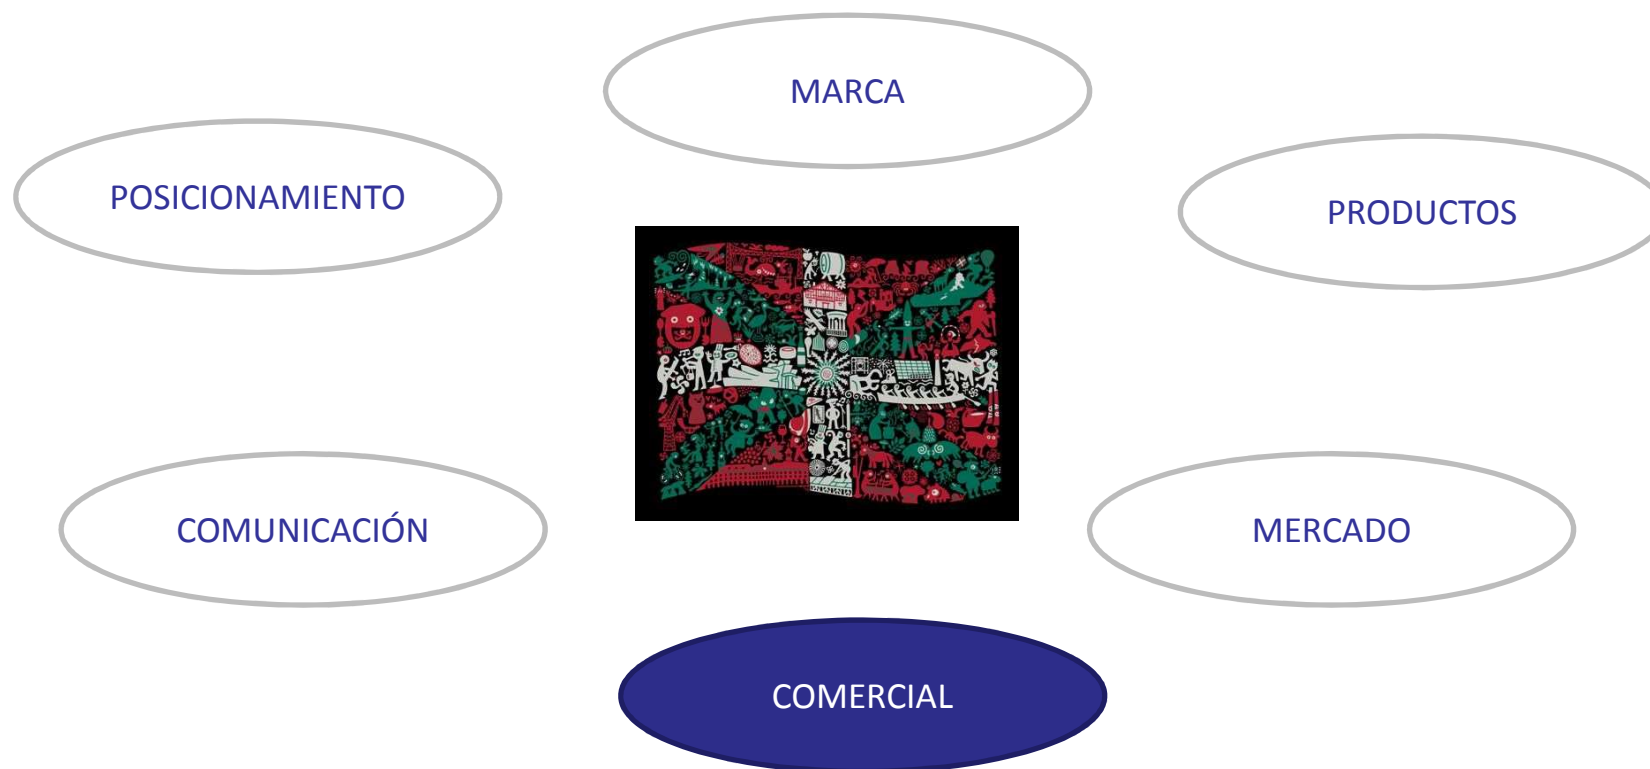 MARCA
POSICIONAMIENTO
PRODUCTOS
COMUNICACIÓN
MERCADO
COMERCIAL